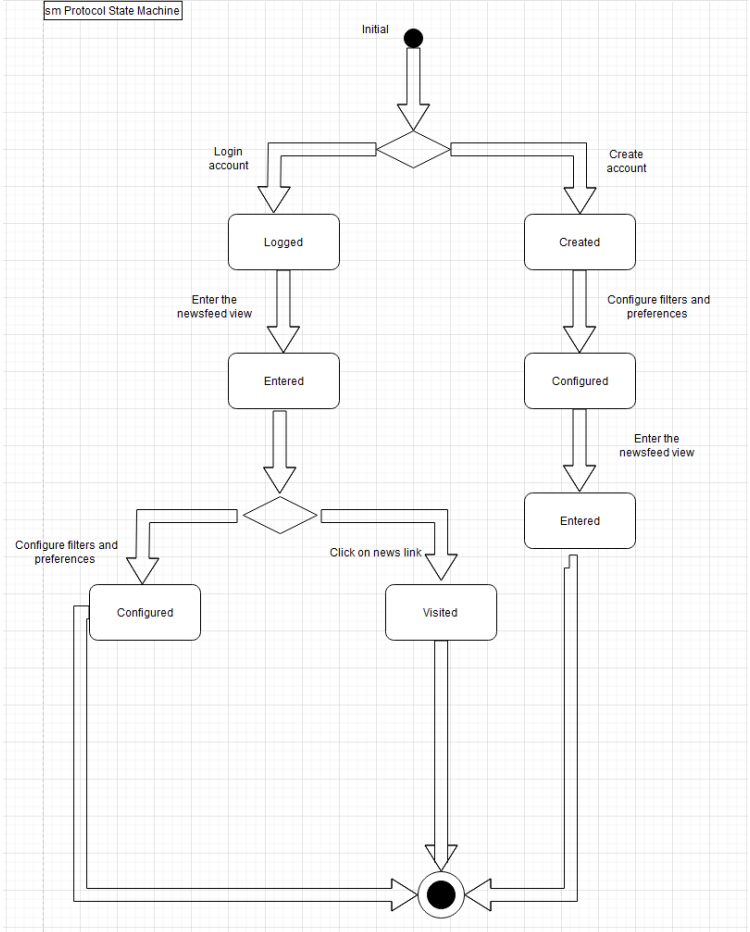 sm Protocol State Machine
Initial
Login
account
Create
account
Logged
Created
Enter the
newsfeed view
Configure filters and
preferences
Entered
Configured
Enter the
newsfeed view
Entered
Configure filters and
preferences
Click on news link
Configured
Visited